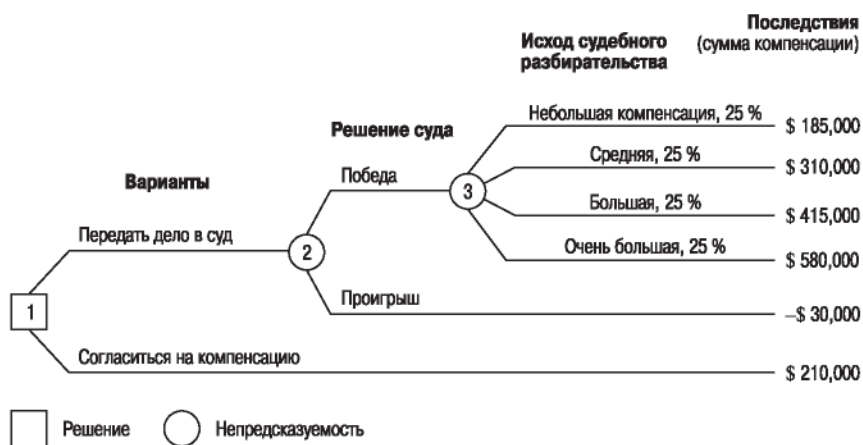 Последствия
(сумма компенсации)
Исход судебного
разбирательства
Решение суда
Варианты
Небольшая компенсация, 25 %
$ 185,000
Средняя, 25 %
$ 310,000
Победа
3
Большая, 25 %
$ 415,000
Передать дело в суд
2
Очень большая, 25 %
$ 580,000
1
Проигрыш
–$ 30,000
Согласиться на компенсацию
$ 210,000
Решение
Непредсказуемость